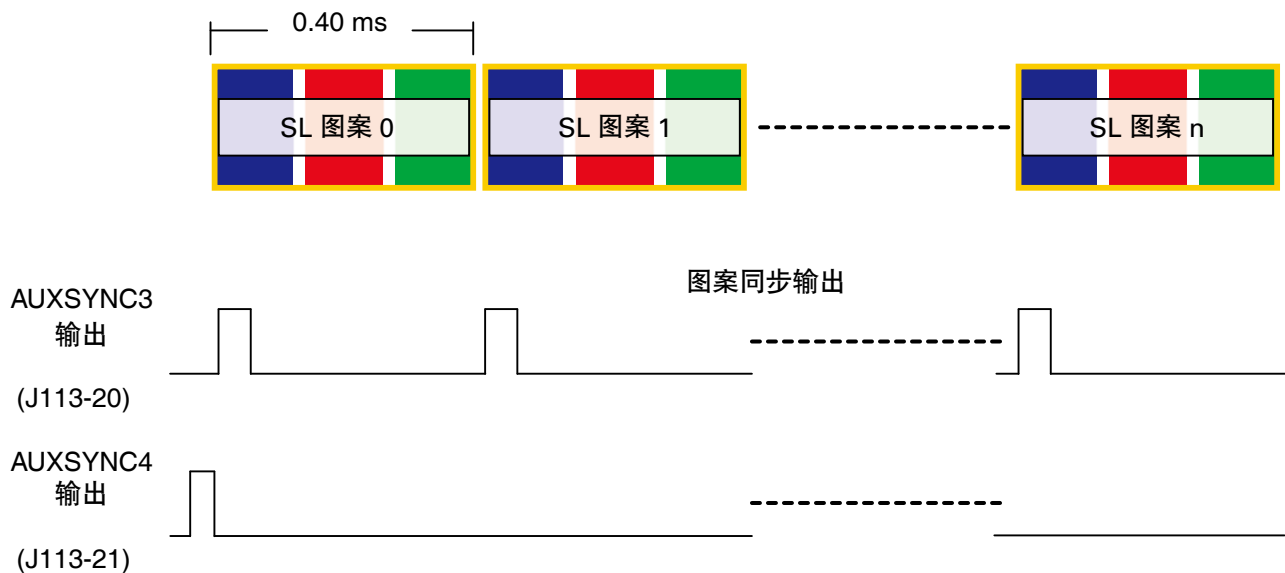 0.40 ms
SL 图案 0
SL 图案 1
SL 图案 n
图案同步输出
AUXSYNC3
输出
(J113-20)
AUXSYNC4
输出
(J113-21)